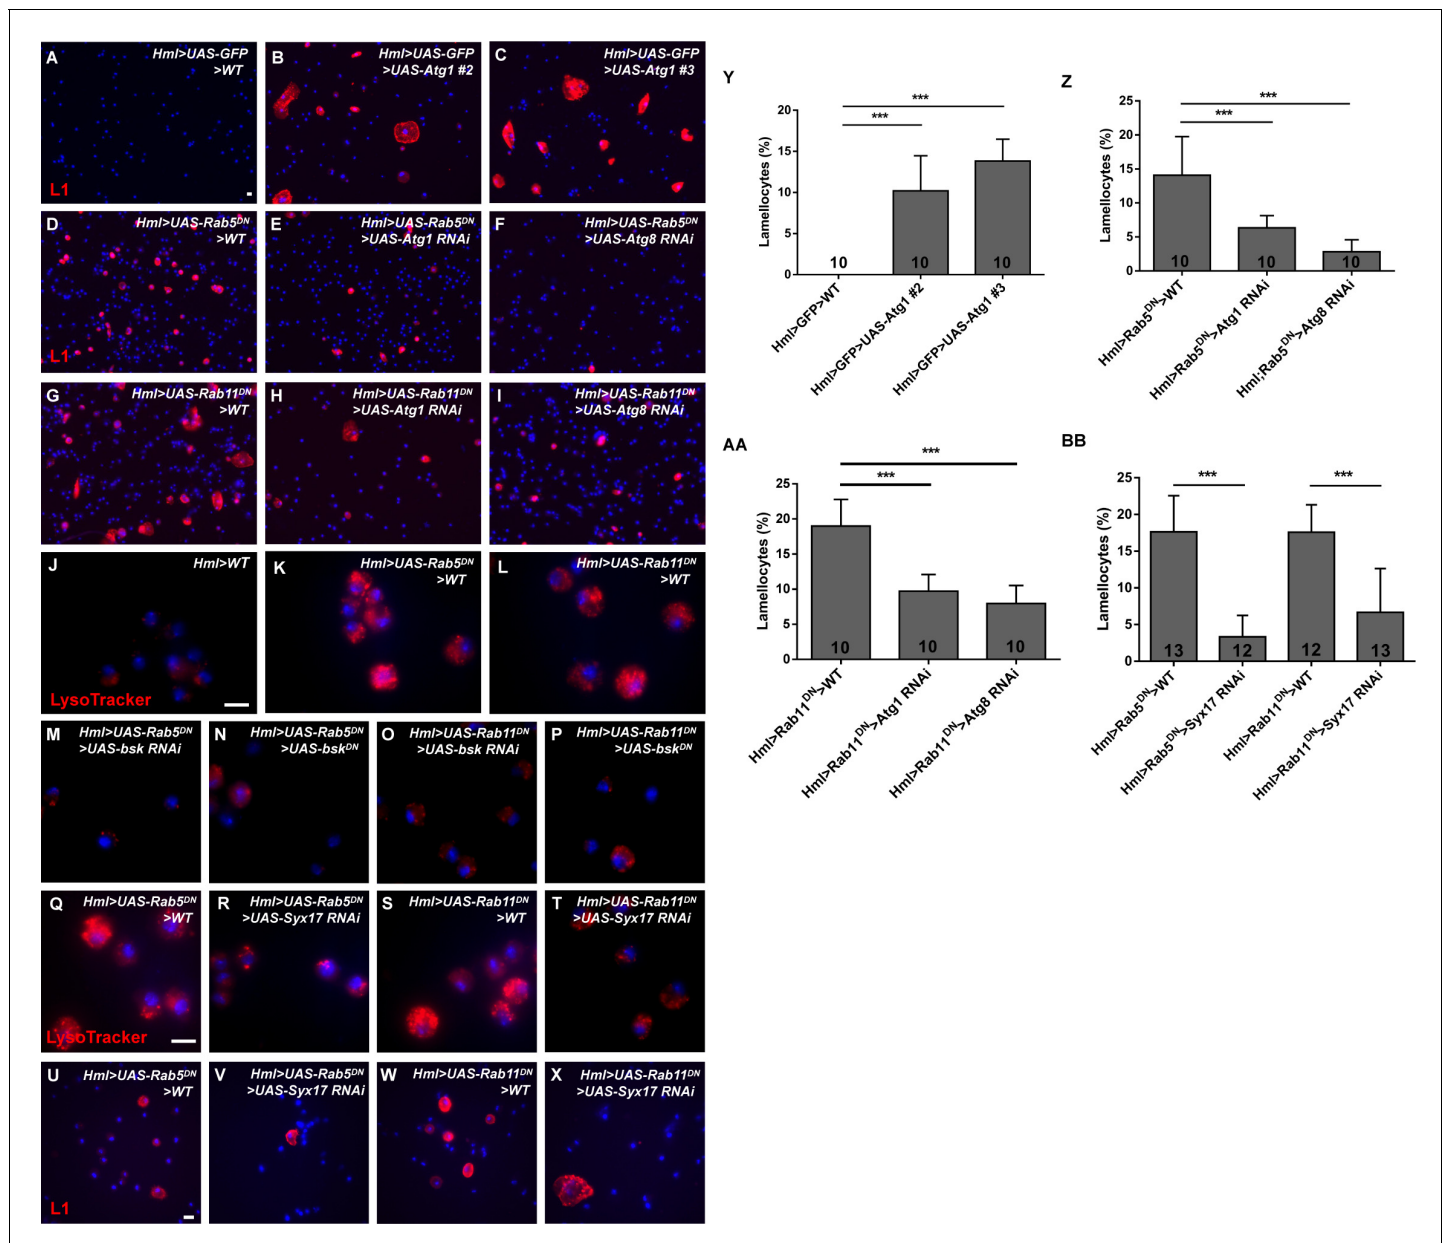 A
Hml>UAS-GFP
>WT
L1
B
Hml>UAS-GFP
>UAS-Atg1 #2
C
Hml>UAS-GFP
>UAS-Atg1 #3
D
Hml>UAS-Rab5DN
>WT
L1
E
Hml>UAS-Rab5DN
>UAS-Atg1 RNAi
F
Hml>UAS-Rab5DN
>UAS-Atg8 RNAi
G
Hml>UAS-Rab11DN
>WT
H
Hml>UAS-Rab11DN
>UAS-Atg1 RNAi
I
Hml>UAS-Rab11DN
>UAS-Atg8 RNAi
J
Hml>WT
LysoTracker
K
Hml>UAS-Rab5DN
>WT
L
Hml>UAS-Rab11DN
>WT
M
Hml>UAS-Rab5DN
>UAS-bsk RNAi
N
Hml>UAS-Rab5DN
>UAS-bskDN
O
Hml>UAS-Rab11DN
>UAS-bsk RNAi
P
Hml>UAS-Rab11DN
>UAS-bskDN
Q
Hml>UAS-Rab5DN
>WT
LysoTracker
R
Hml>UAS-Rab5DN
>UAS-Syx17 RNAi
S
Hml>UAS-Rab11DN
>WT
T
Hml>UAS-Rab11DN
>UAS-Syx17 RNAi
U
Hml>UAS-Rab5DN
>WT
L1
V
Hml>UAS-Rab5DN
>UAS-Syx17 RNAi
W
Hml>UAS-Rab11DN
>WT
X
Hml>UAS-Rab11DN
>UAS-Syx17 RNAi
Y
Lamellocytes (%)
20
15
10
5
0
***
***
10
10
10
Hml>GFP>WT
Hml>GFP>UAS-Atg1 #2
Hml>GFP>UAS-Atg1 #3
Z
Lamellocytes (%)
25
20
15
10
5
0
***
***
10
10
10
Hml>Rab5DN>WT
Hml>Rab5DN>Atg1 RNAi
Hml;Rab5DN>Atg8 RNAi
AA
Lamellocytes (%)
25
20
15
10
5
0
***
***
10
10
10
Hml>Rab11DN>WT
Hml>Rab11DN>Atg1 RNAi
Hml>Rab11DN>Atg8 RNAi
BB
Lamellocytes (%)
25
20
15
10
5
0
***
***
13
12
12
13
Hml>Rab5DN>WT
Hml>Rab5DN>Syx17 RNAi
Hml>Rab11DN>WT
Hml>Rab11DN>Syx17 RNAi